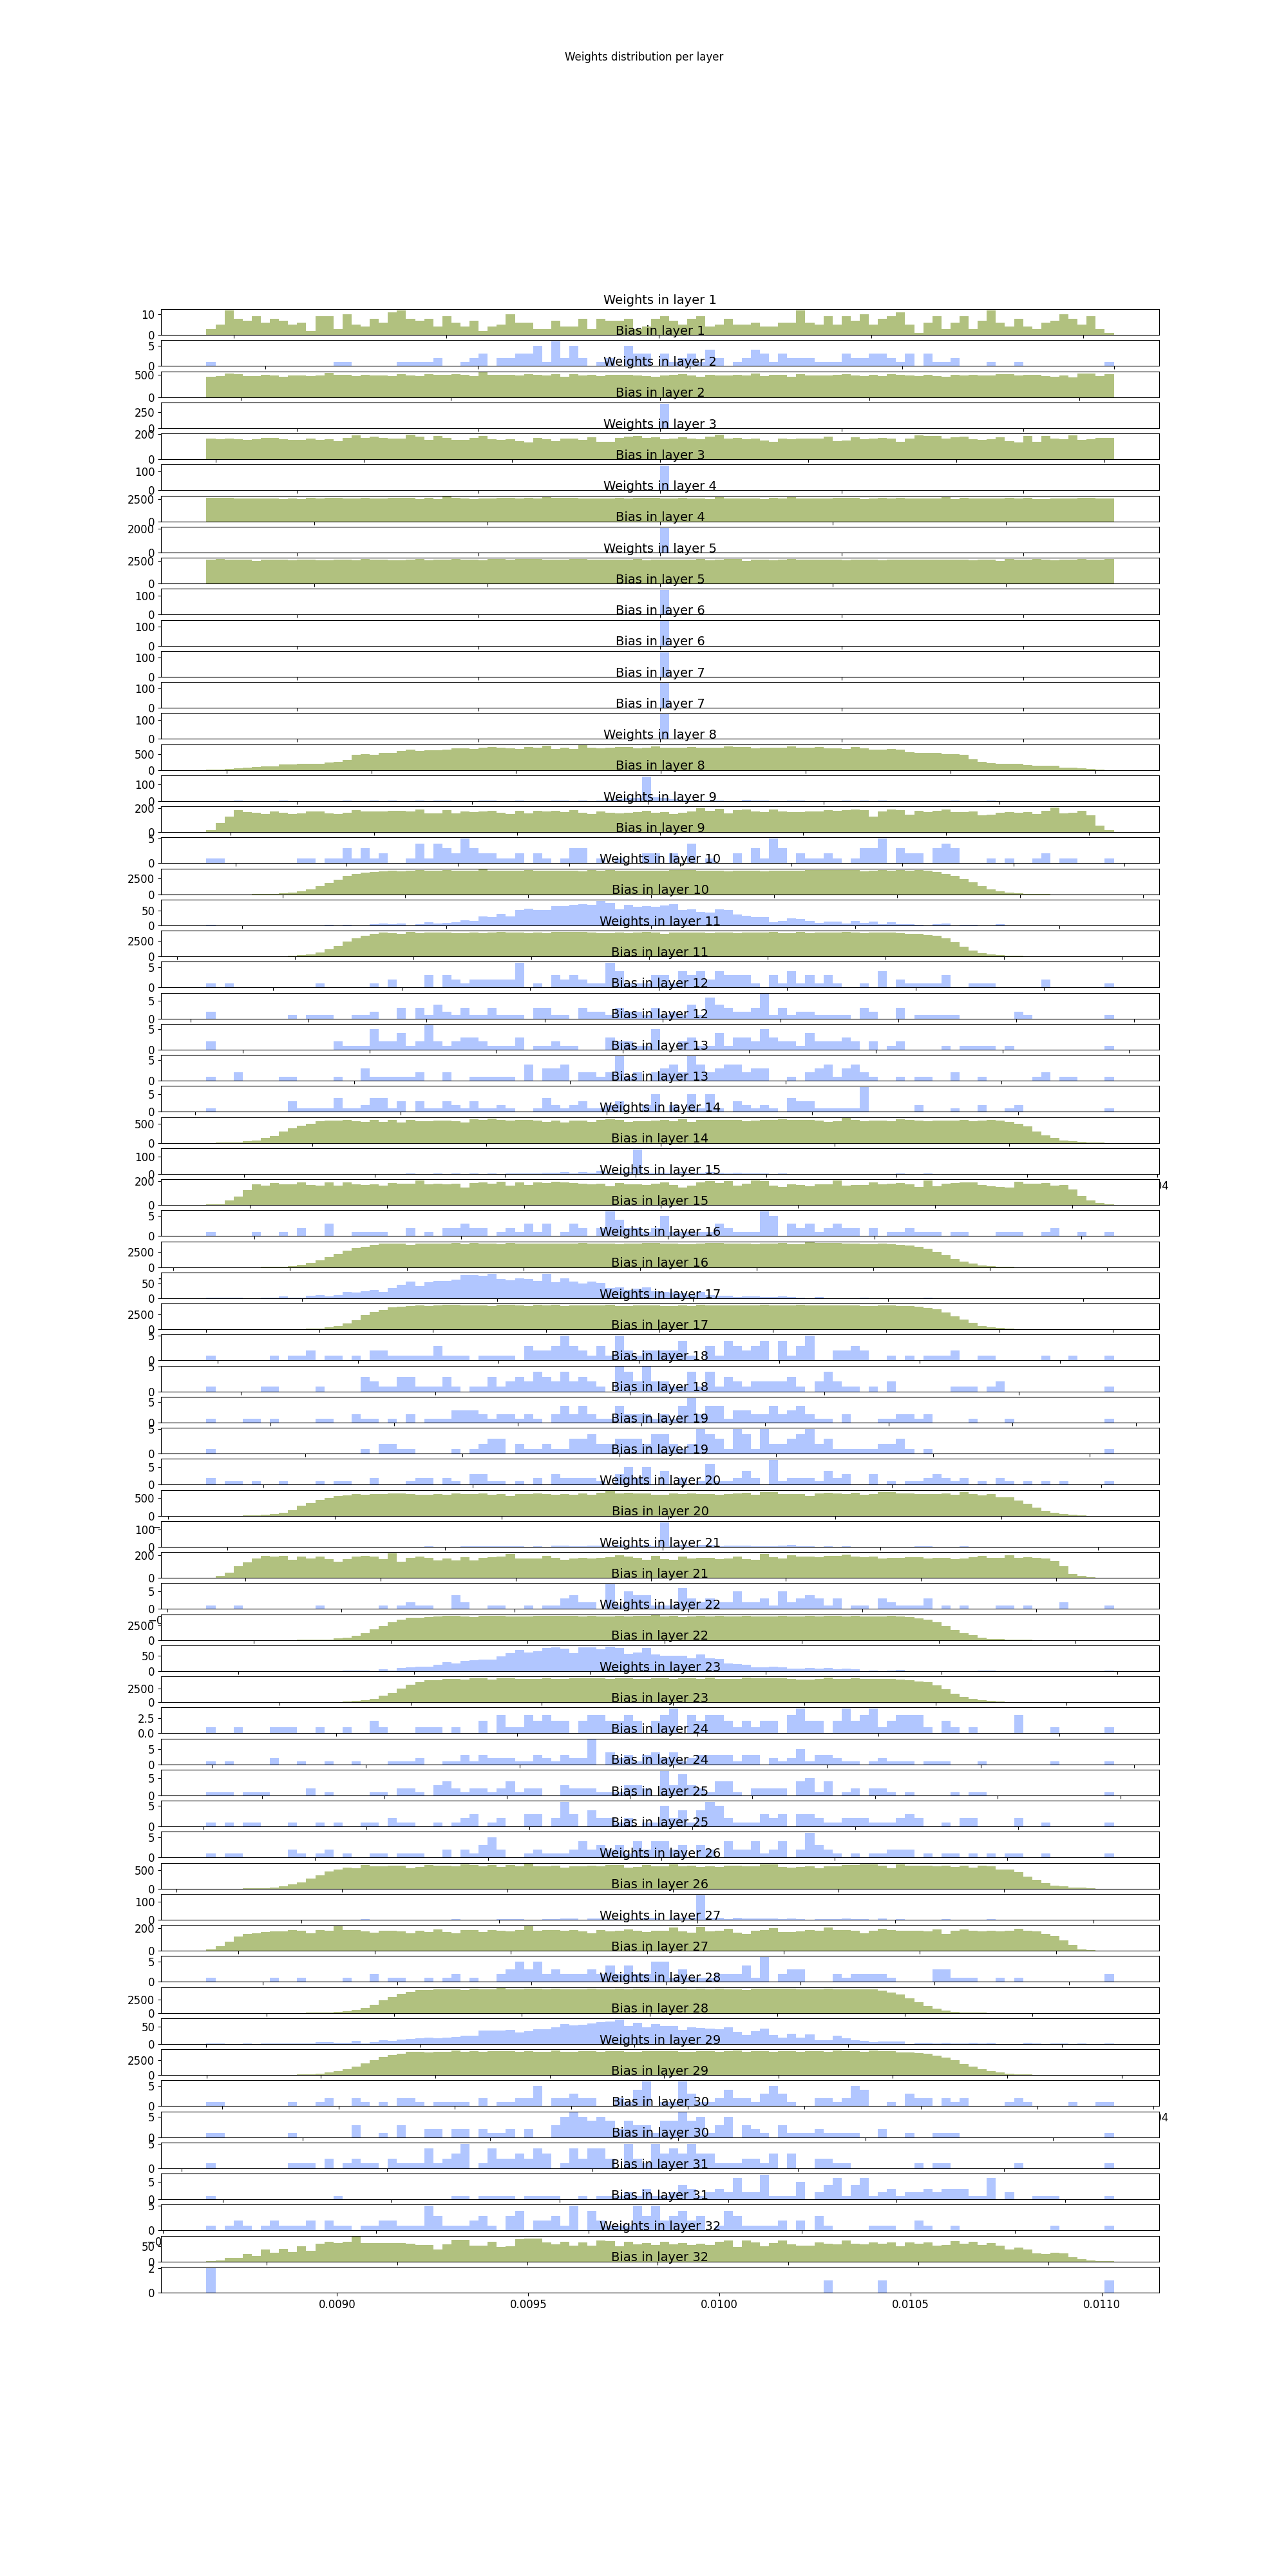 Weights distribution per layer
Weights in layer 1
10
0
Bias in layer 1
5
0
Weights in layer 2
500
0
Bias in layer 2
250
0
Weights in layer 3
200
0
Bias in layer 3
100
0
Weights in layer 4
2500
0
Bias in layer 4
2000
0
Weights in layer 5
2500
0
Bias in layer 5
100
0
Bias in layer 6
100
0
Bias in layer 6
100
0
Bias in layer 7
100
0
Bias in layer 7
100
0
Weights in layer 8
500
0
Bias in layer 8
100
0
Weights in layer 9
200
0
Bias in layer 9
5
0
Weights in layer 10
2500
0
Bias in layer 10
50
0
Weights in layer 11
2500
0
Bias in layer 11
5
0
Bias in layer 12
5
0
Bias in layer 12
5
0
Bias in layer 13
5
0
Bias in layer 13
5
0
Weights in layer 14
500
0
Bias in layer 14
100
0
Weights in layer 15
200
0
Bias in layer 15
5
0
Weights in layer 16
2500
0
Bias in layer 16
50
0
Weights in layer 17
2500
0
Bias in layer 17
5
0
Bias in layer 18
5
0
Bias in layer 18
5
0
Bias in layer 19
5
0
Bias in layer 19
5
0
Weights in layer 20
500
0
Bias in layer 20
100
0
Weights in layer 21
200
0
Bias in layer 21
5
0
Weights in layer 22
2500
0
Bias in layer 22
50
0
Weights in layer 23
2500
0
Bias in layer 23
2.5
0.0
Bias in layer 24
5
0
Bias in layer 24
5
0
Bias in layer 25
5
0
Bias in layer 25
5
0
Weights in layer 26
500
0
Bias in layer 26
100
0
Weights in layer 27
200
0
Bias in layer 27
5
0
Weights in layer 28
2500
0
Bias in layer 28
50
0
Weights in layer 29
2500
0
Bias in layer 29
5
0
Bias in layer 30
5
0
Bias in layer 30
5
0
Bias in layer 31
5
0
Bias in layer 31
5
0
Weights in layer 32
50
0
Bias in layer 32
2
0
0.0090 0.0095 0.0100 0.0105 0.0110